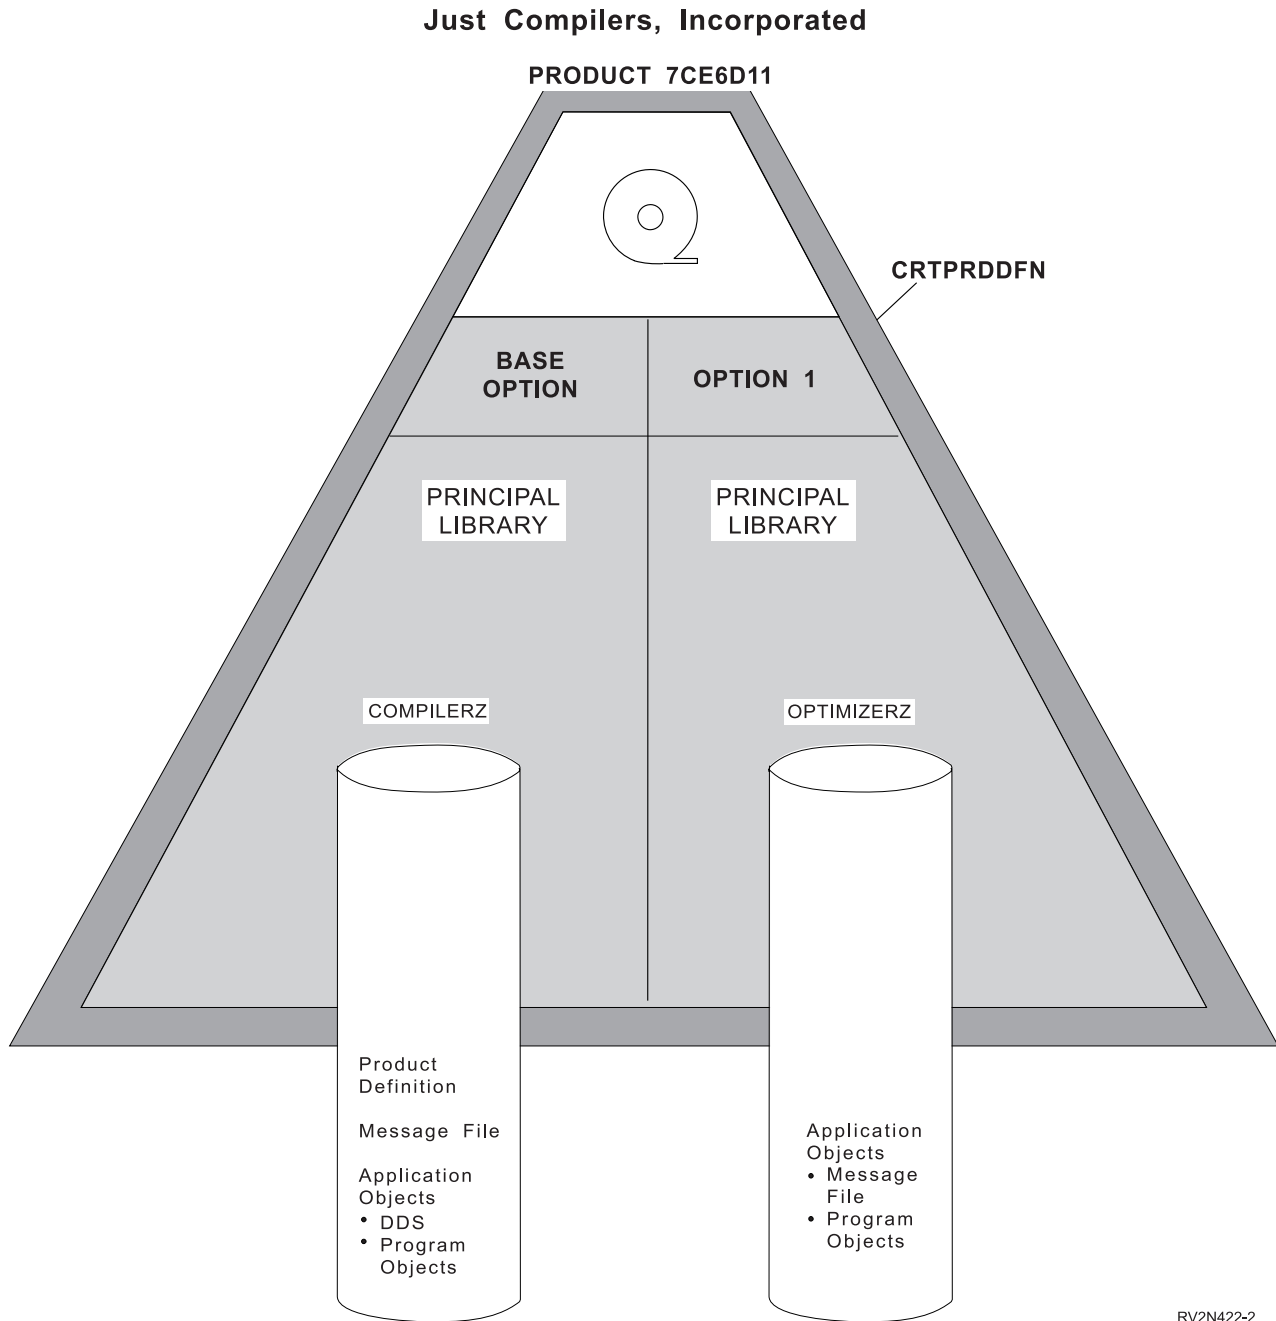 Just Compilers, Incorporated
PRODUCT 7CE6D11
CRTPRDDFN
BASE
OPTION
OPTION 1
PRINCIPAL
LIBRARY
PRINCIPAL
LIBRARY
COMPILERZ
OPTIMIZERZ
Product
Definition
Message File
Application
Objects
• DDS
• Program
Objects
Application
Objects
• Message
File
• Program
Objects
RV2N422-2